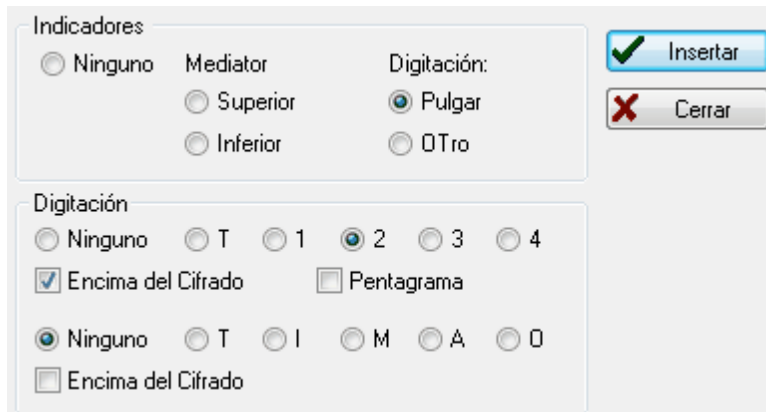 Indicadores
Ninguno Mediator Digitación: Insertar
Superior Pulgar
Cerrar
Inferior OTro
Digitación
Ninguno T 1 2 3 4
Encima del Cifrado Pentagrama
Ninguno T I M A O
Encima del Cifrado